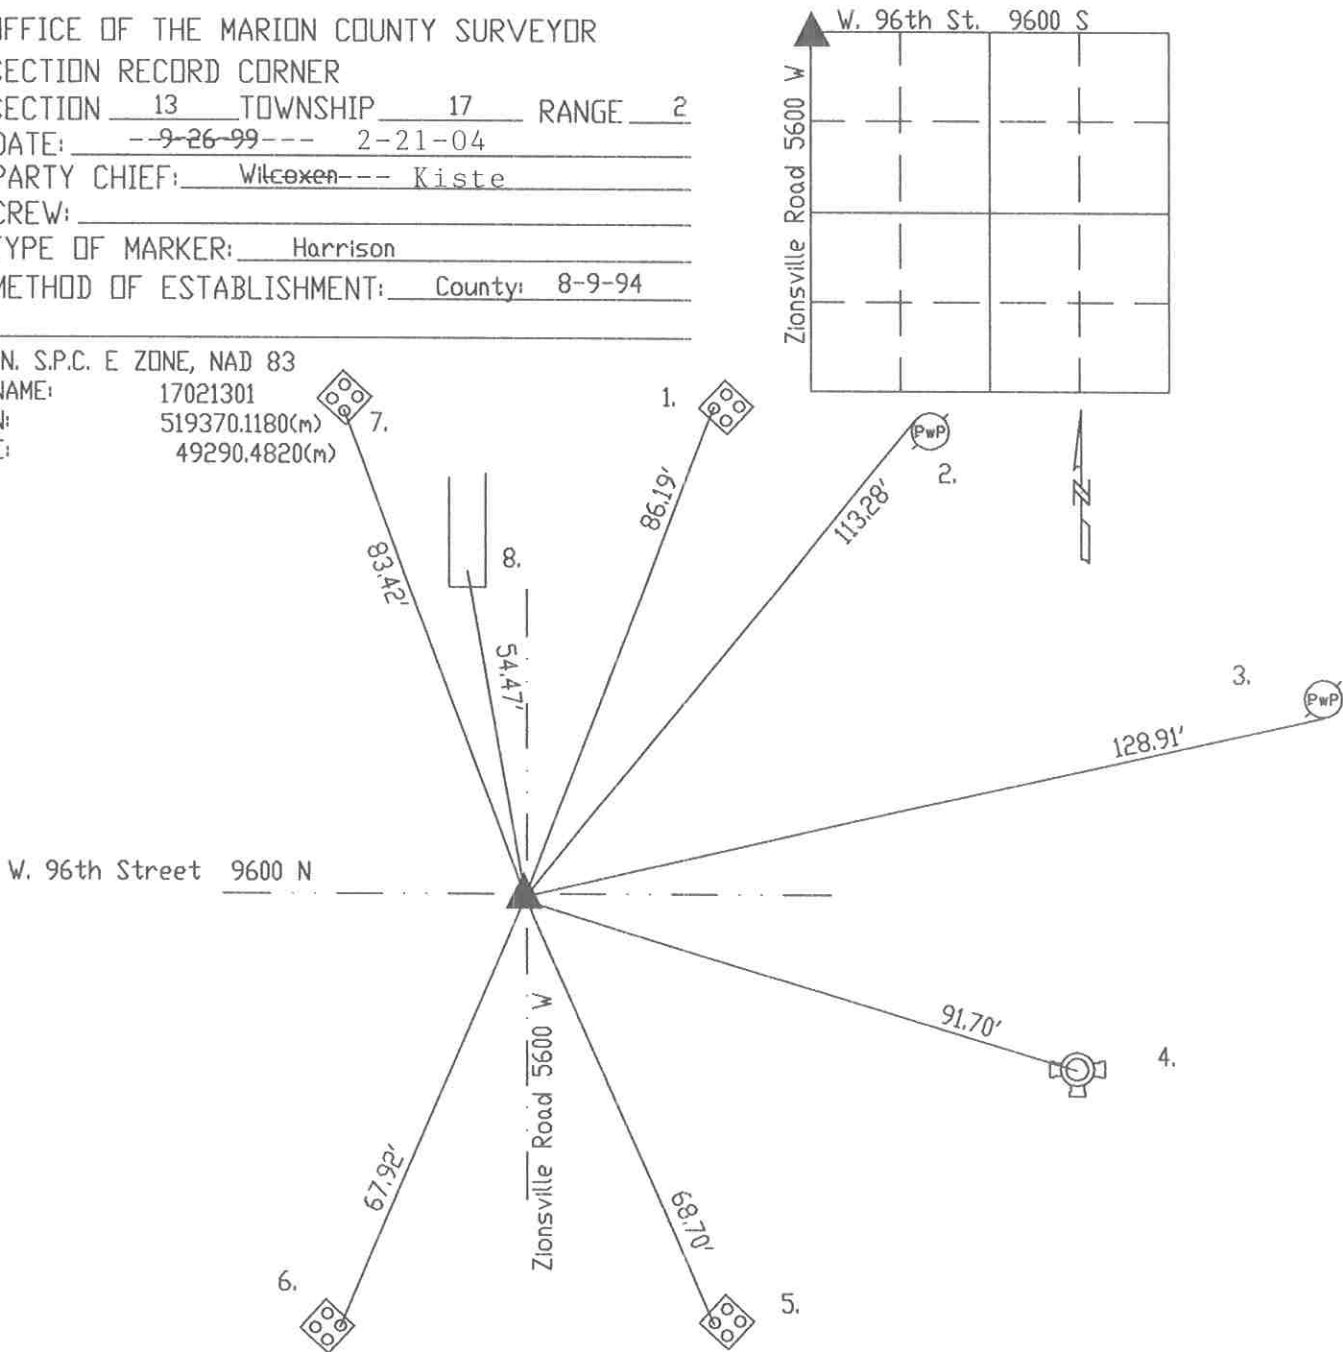 OFFICE OF THE MARION COUNTY SURVEYOR
SECTION RECORD CORNER
SECTION 13 TOWNSHIP 17 RANGE 2
DATE: --9-26-99--- 2-21-04
PARTY CHIEF: Wilcoxen--- Kiste
CREW:
TYPE OF MARKER: Harrison
METHOD OF ESTABLISHMENT: County: 8-9-94
N. S.P.C. E ZONE, NAD 83
NAME: 17021301
N: 519370.1180(m)
E: 49290.4820(m)
W. 96th St. 9600 S
Zionsville Road 5600 W
N
7.
1.
PwP
2.
86.19'
113.28'
83.42'
8.
54.47'
3.
PwP
128.91'
W. 96th Street 9600 N
91.70'
4.
Zionsville Road 5600 W
67.92'
68.70'
6.
5.